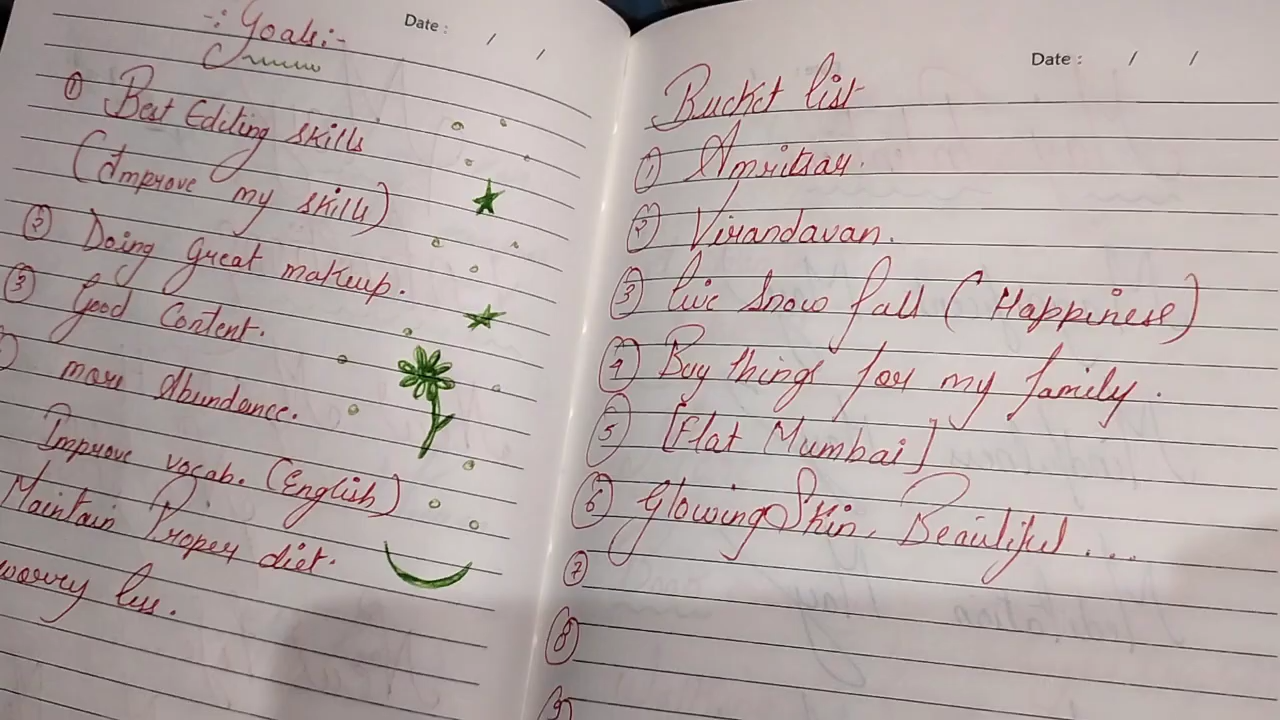 -: Goals:-
Date : / /
① Best Editing skills
(Improve my skills)
② Doing great makeup.
③ Good Content.
more Abundance.
Improve vocab. (English)
Maintain Proper diet.
worry less.
Date : / /
Bucket list
① Amritsar.
② Virandavan.
③ live Snow fall (Happiness)
④ Buy things for my family.
⑤ [Flat Mumbai]
⑥ Glowing Skin, Beautiful ...
⑦
⑧
⑨